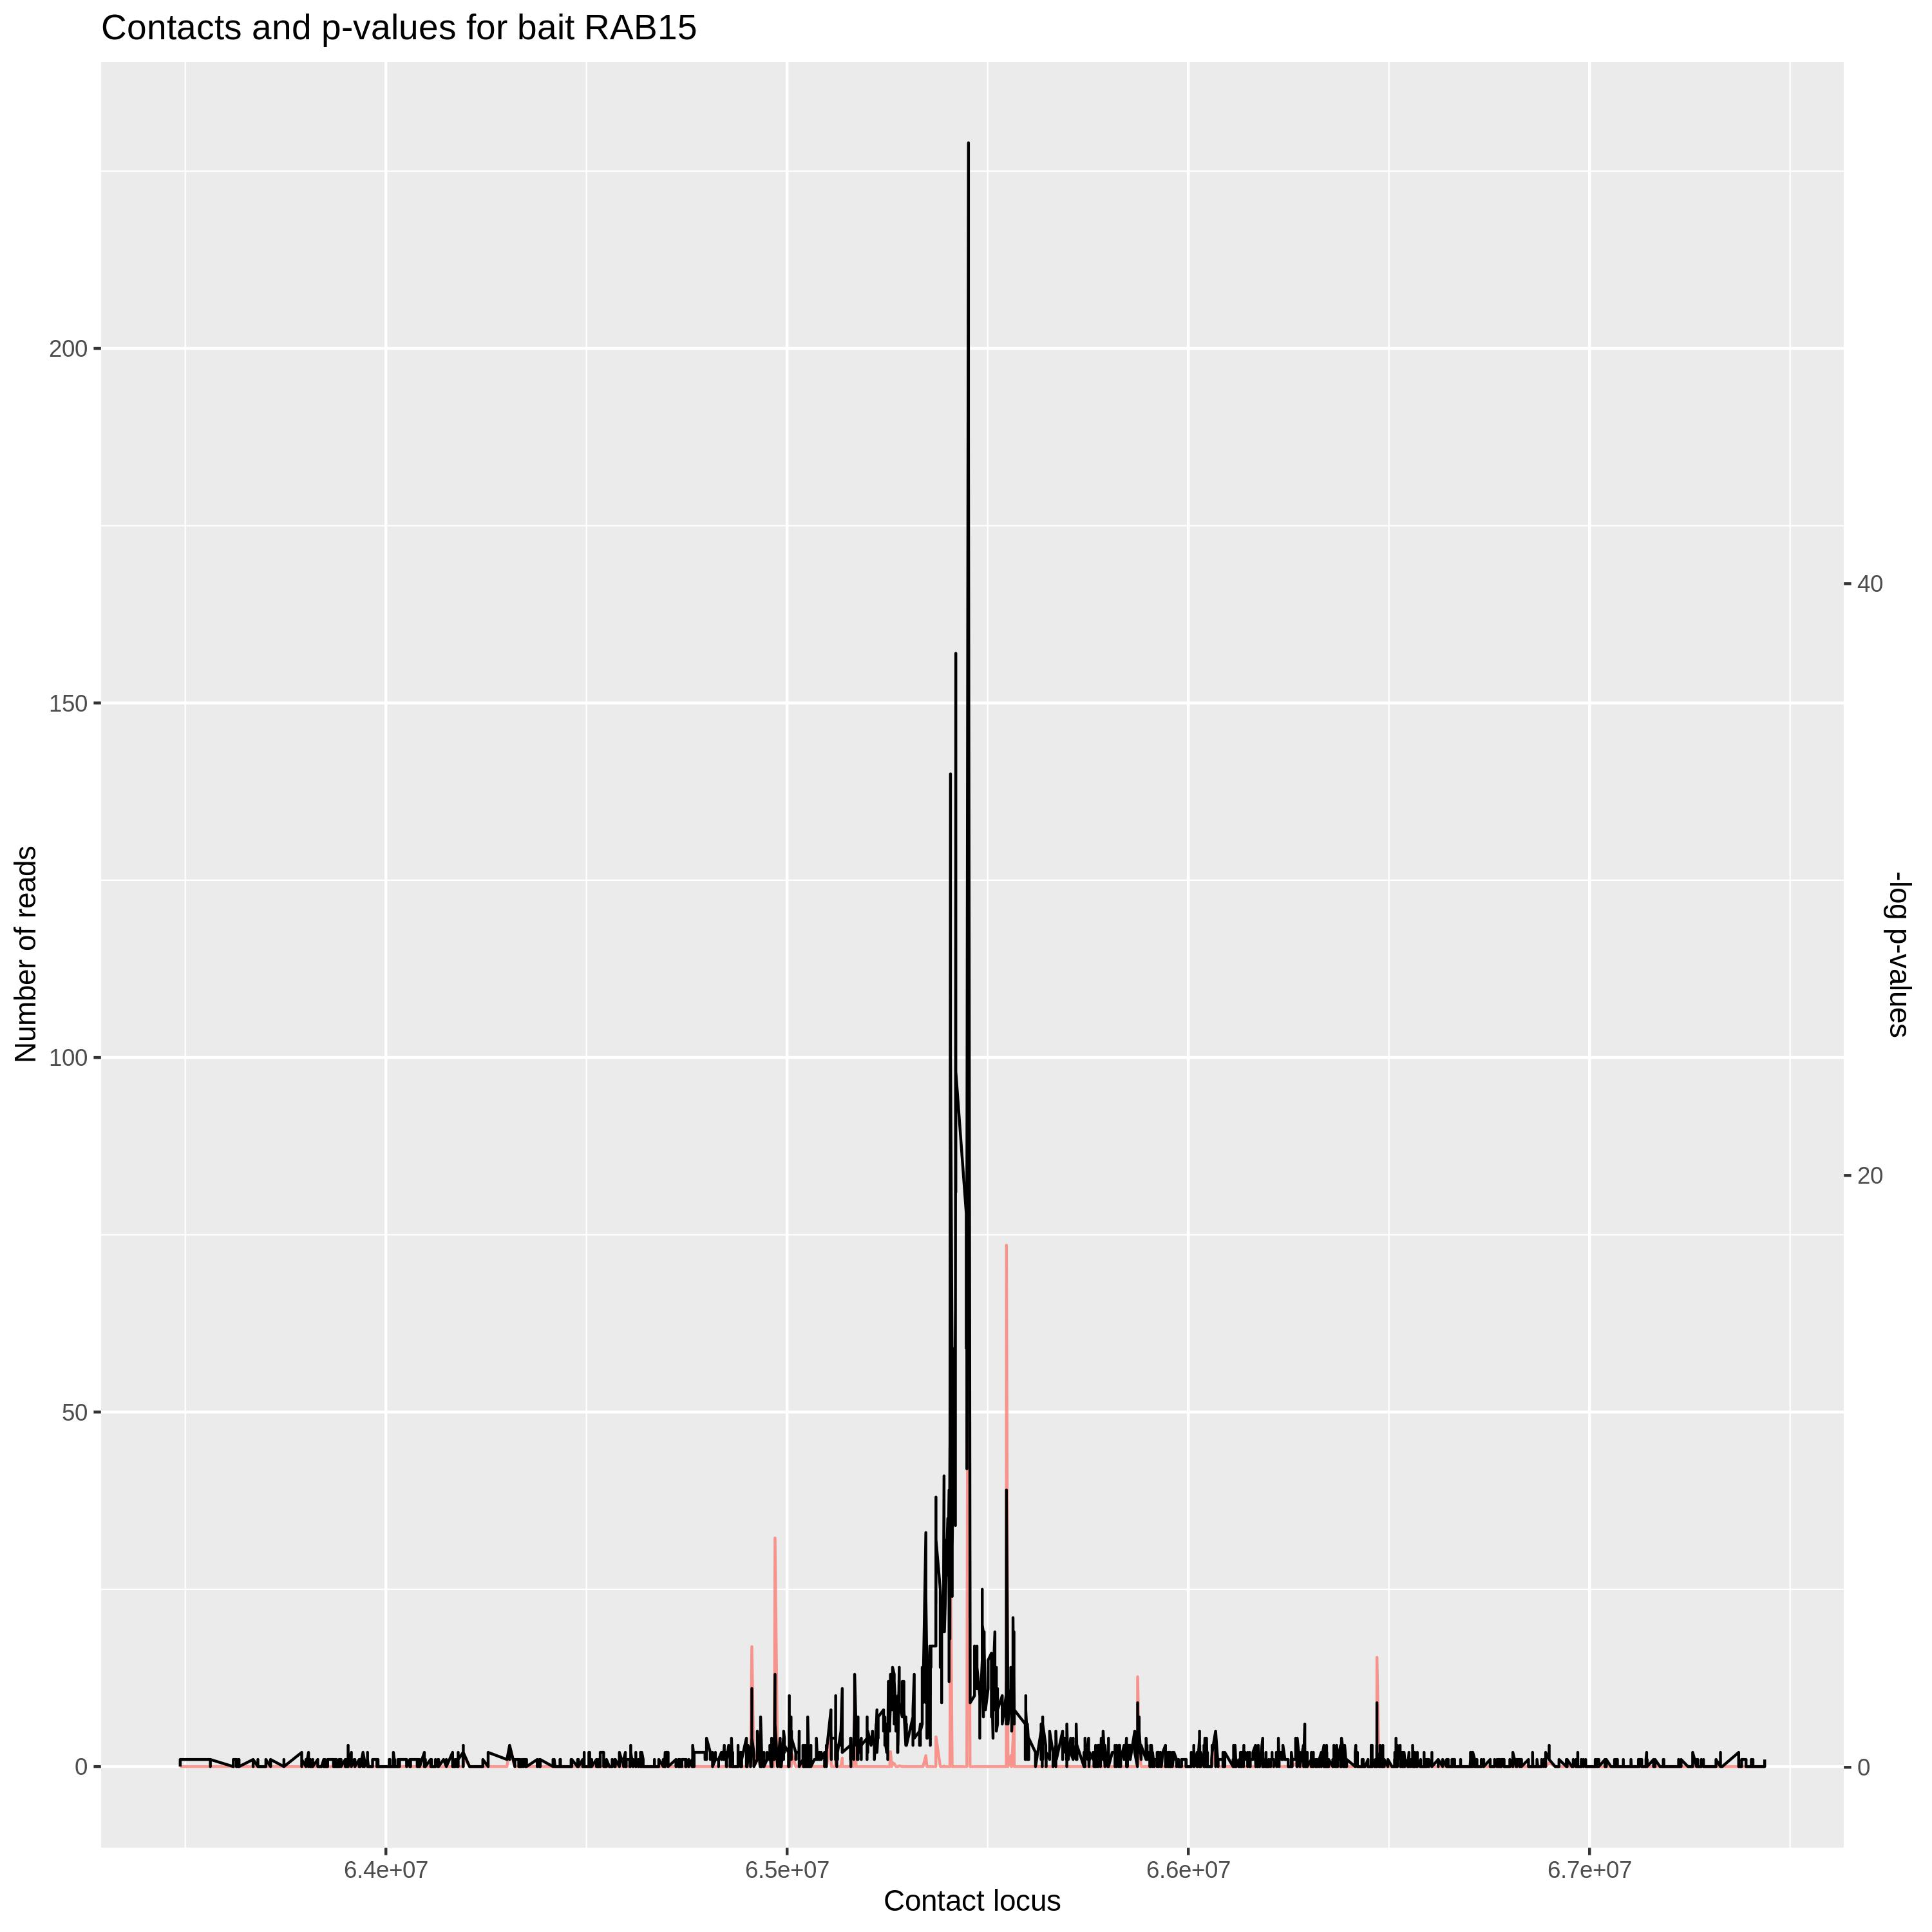 Contacts and p-values for bait RAB15
Number of reads
200
150
100
50
0
40
20
0
-log p-values
6.4e+07
6.5e+07
6.6e+07
6.7e+07
Contact locus